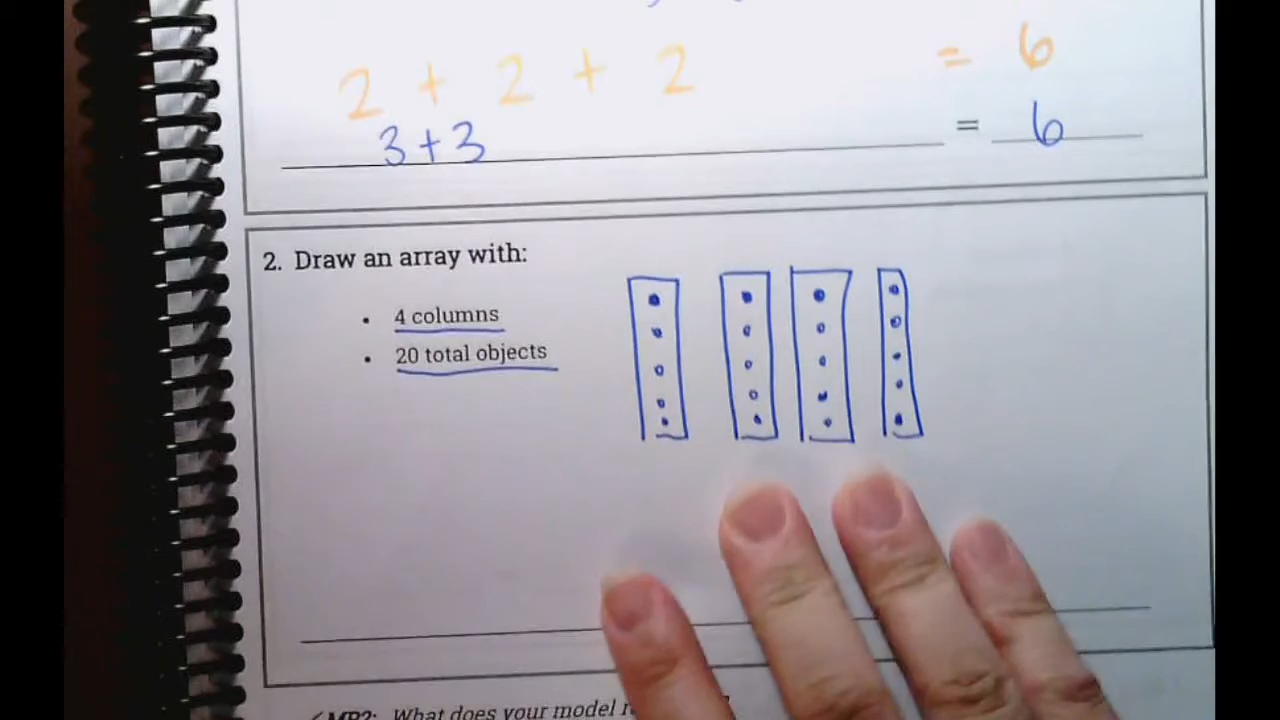 2 + 2 + 2 = 6
3+3 = 6
2. Draw an array with:
• 4 columns
• 20 total objects
MP2: What does your model